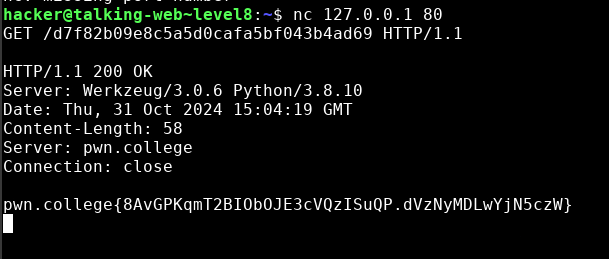 hacker@talking-web~level8:~$ nc 127.0.0.1 80
GET /d7f82b09e8c5a5d0cafa5bf043b4ad69 HTTP/1.1
HTTP/1.1 200 OK
Server: Werkzeug/3.0.6 Python/3.8.10
Date: Thu, 31 Oct 2024 15:04:19 GMT
Content-Length: 58
Server: pwn.college
Connection: close
pwn.college{8AvGPKqmT2BIObOJE3cVQzISuQP.dVzNyMDLwYjN5czW}